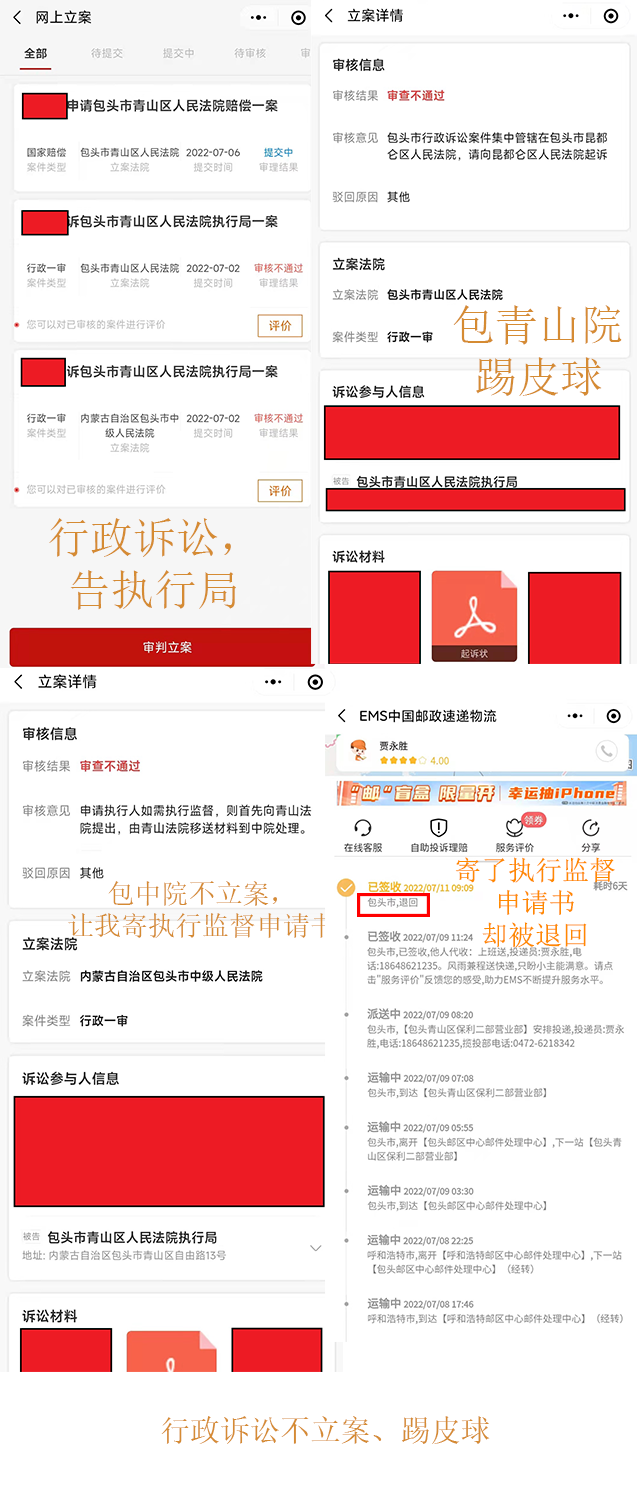 网上立案
全部
待提交
提交中
待审核
审
申请包头市青山区人民法院赔偿一案
国家赔偿
包头市青山区人民法院
2022-07-06
提交中
案件类型
立案法院
提交时间
审理结果
诉包头市青山区人民法院执行局一案
行政一审
包头市青山区人民法院
2022-07-02
审核不通过
案件类型
立案法院
提交时间
审理结果
您可以对已审核的案件进行评价
评价
诉包头市青山区人民法院执行局一案
行政一审
内蒙古自治区包头市中
级人民法院
2022-07-02
审核不通过
案件类型
立案法院
提交时间
审理结果
您可以对已审核的案件进行评价
评价
行政诉讼，
告执行局
审判立案
立案详情
审核信息
审核结果 审查不通过
审核意见 包头市行政诉讼案件集中管辖在包头市昆都
仑区人民法院，请向昆都仑区人民法院起诉
驳回原因 其他
立案法院
立案法院 包头市青山区人民法院
案件类型 行政一审
包青山院
踢皮球
诉讼参与人信息
被告 包头市青山区人民法院执行局
诉讼材料
起诉状
立案详情
审核信息
审核结果 审查不通过
审核意见 申请执行人如需执行监督，则首先向青山法
院提出，由青山法院移送材料到中院处理。
驳回原因 其他
包中院不立案，
让我寄执行监督申请书
立案法院
立案法院 内蒙古自治区包头市中级人民法院
案件类型 行政一审
诉讼参与人信息
被告 包头市青山区人民法院执行局
地址: 内蒙古自治区包头市青山区自由路13号
诉讼材料
EMS中国邮政速递物流
贾永胜
4.00
"邮"盲盒 限量开 幸运抽iPhone
领券
在线客服
自助投诉理赔
服务评价
分享
寄了执行监督
申请书
却被退回
已签收 2022/07/11 09:09
耗时6天
包头市,退回
已签收 2022/07/09 11:24
包头市,已签收,他人代收：上班送,投递员:贾永胜,电
话:18648621235。风雨兼程送快递,只盼小主能满意。请点
击"服务评价"反馈您的感受,助力EMS不断提升服务水平。
派送中 2022/07/09 08:20
包头市,【包头青山区保利二部营业部】安排投递,投递员:贾永
胜,电话:18648621235,揽投部电话:0472-6218342
运输中 2022/07/09 07:08
包头市,到达【包头青山区保利二部营业部】
运输中 2022/07/09 05:55
包头市,离开【包头邮区中心邮件处理中心】,下一站【包头青
山区保利二部营业部】
运输中 2022/07/09 03:30
包头市,到达【包头邮区中心邮件处理中心】
运输中 2022/07/08 22:25
呼和浩特市,离开【呼和浩特邮区中心邮件处理中心】,下一站
【包头邮区中心邮件处理中心】（经转）
运输中 2022/07/08 17:46
呼和浩特市,到达【呼和浩特邮区中心邮件处理中心】（经转）
行政诉讼不立案、踢皮球